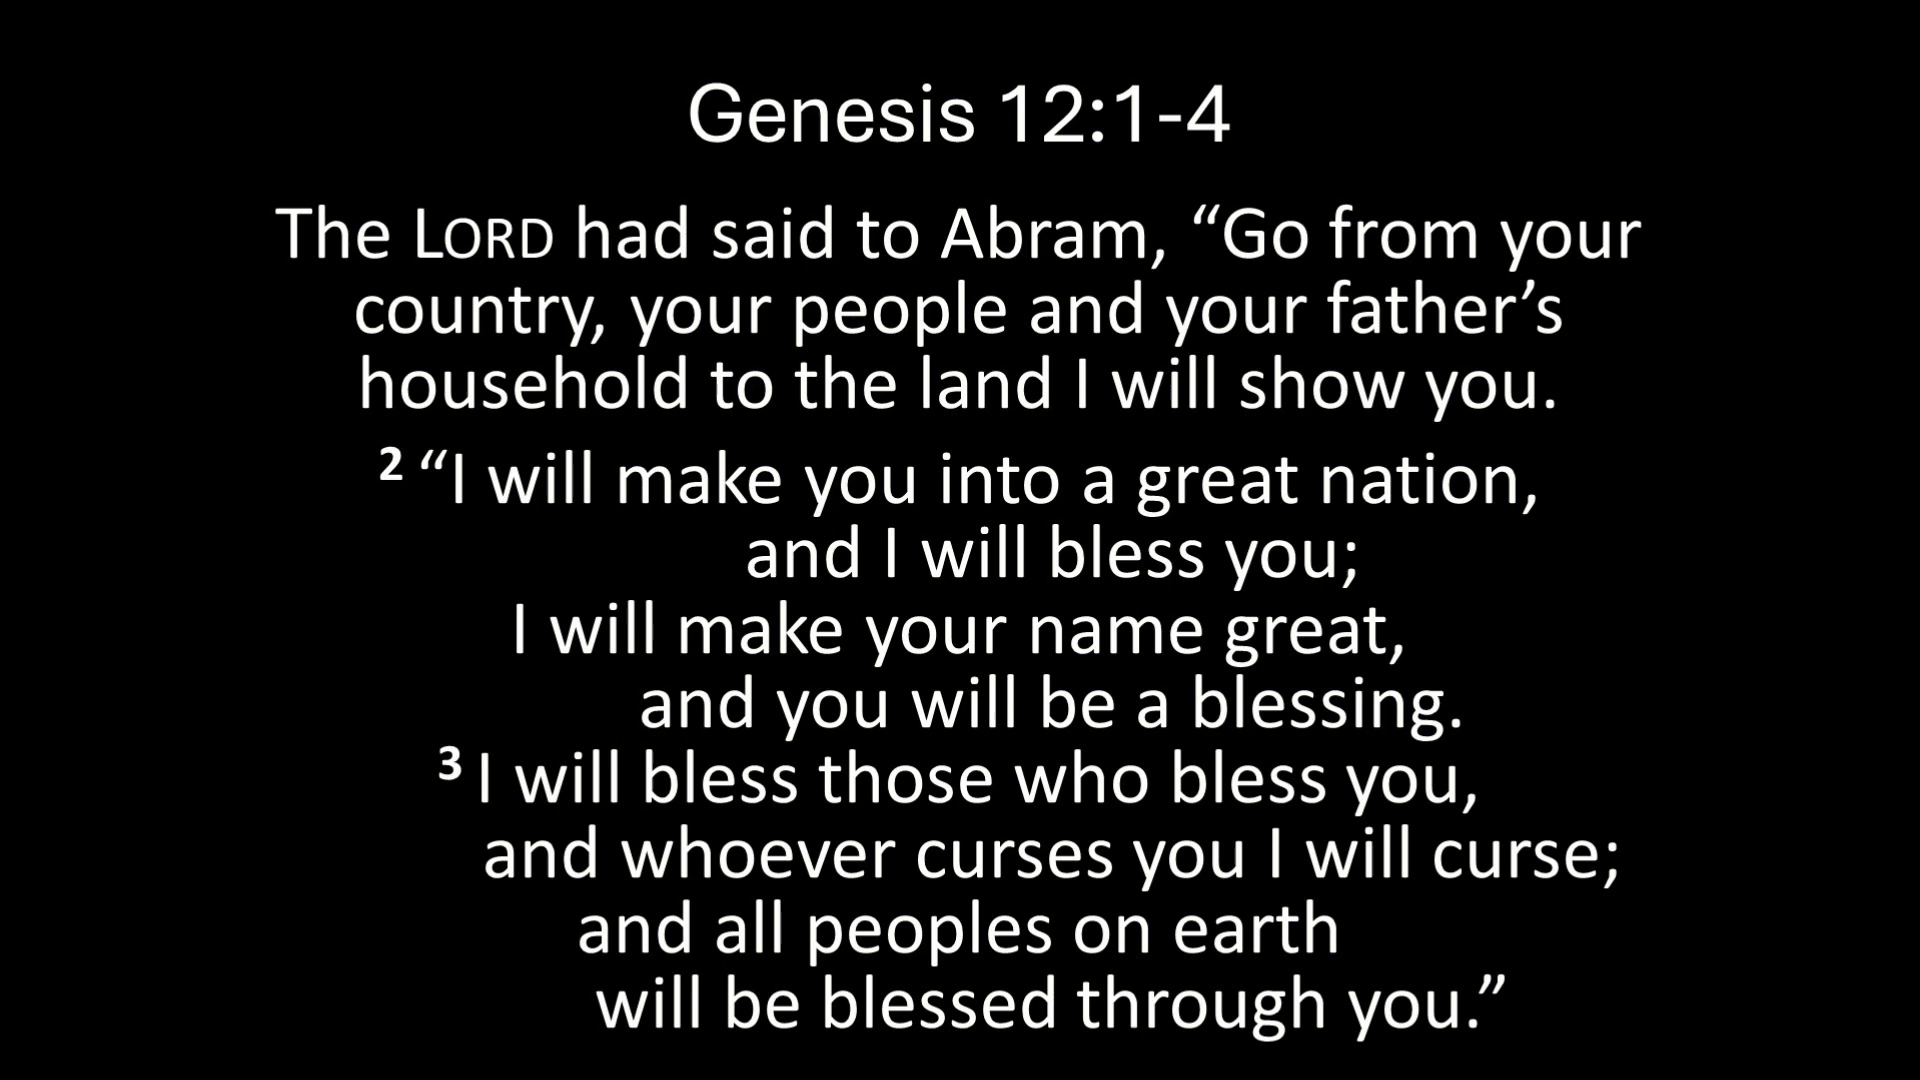 Genesis 12:1-4
The LORD had said to Abram, “Go from your
country, your people and your father’s
household to the land I will show you.
2 “I will make you into a great nation,
and I will bless you;
I will make your name great,
and you will be a blessing.
3 I will bless those who bless you,
and whoever curses you I will curse;
and all peoples on earth
will be blessed through you.”